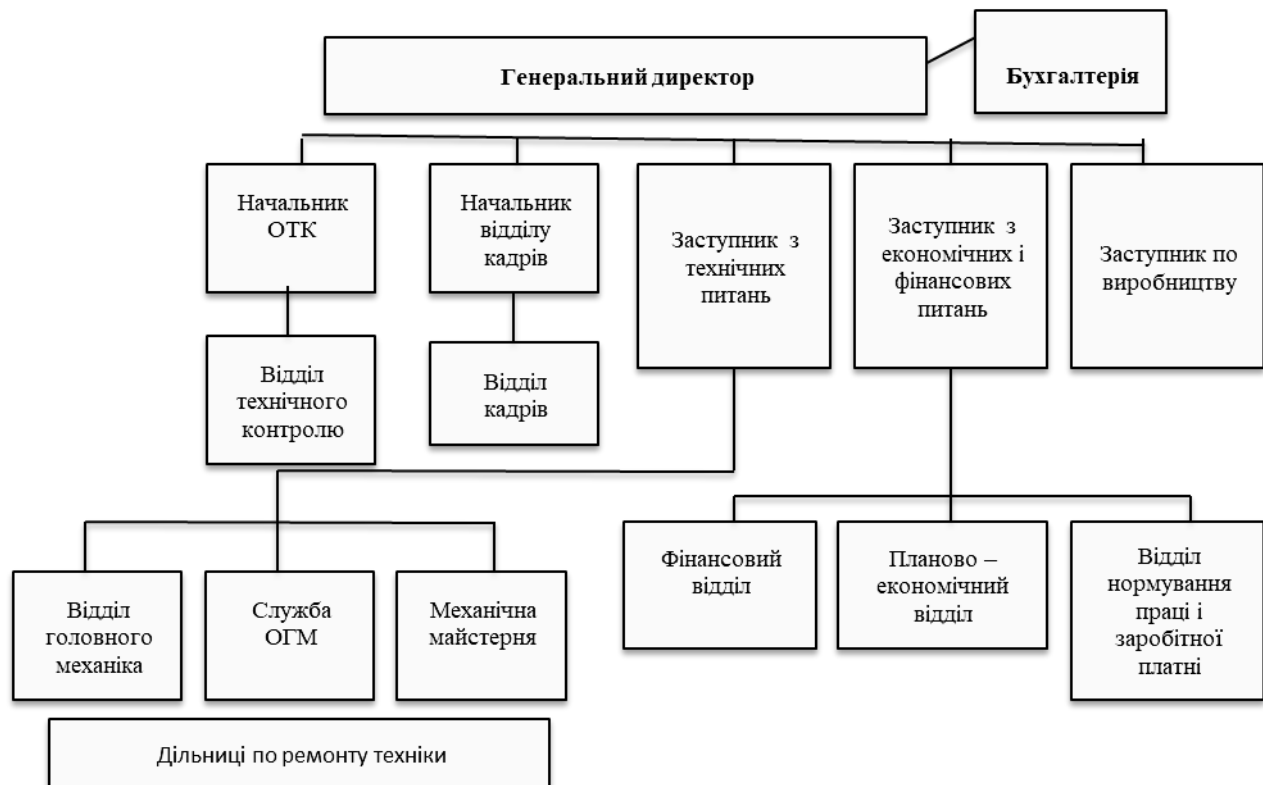 Генеральний директор
Бухгалтерія
Начальник
ОТК
Начальник
відділу
кадрів
Заступник з
технічних
питань
Заступник з
економічних і
фінансових
питань
Заступник по
виробництву
Відділ
технічного
контролю
Відділ
кадрів
Відділ
головного
механіка
Служба
ОГМ
Механічна
майстерня
Фінансовий
відділ
Планово –
економічний
відділ
Відділ
нормування
праці і
заробітної
платні
Дільниці по ремонту техніки